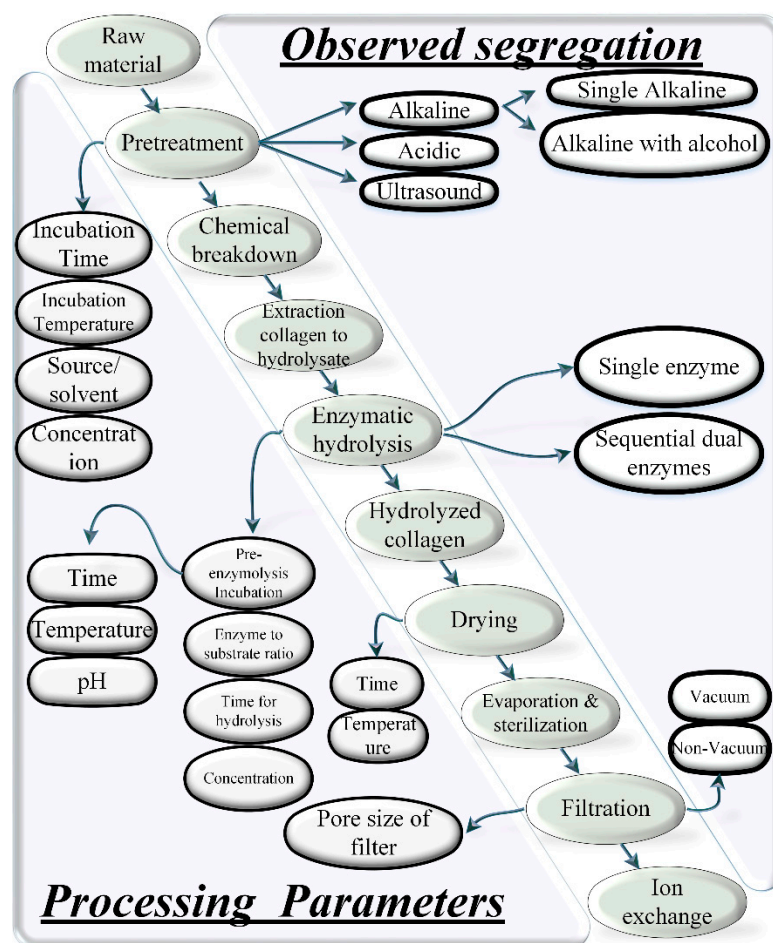 Raw
material
Observed segregation
Pretreatment
Alkaline
Acidic
Ultrasound
Single Alkaline
Alkaline with alcohol
Incubation
Time
Incubation
Temperature
Source/
solvent
Concentrat
ion
Chemical
breakdown
Extraction
collagen to
hydrolysate
Enzymatic
hydrolysis
Single enzyme
Sequential dual
enzymes
Hydrolyzed
collagen
Pre-
enzymolysis
Incubation
Enzyme to
substrate ratio
Time for
hydrolysis
Concentration
Time
Temperature
pH
Drying
Time
Temperat
ure
Evaporation &
sterilization
Vacuum
Non-Vacuum
Filtration
Pore size of
filter
Ion
exchange
Processing Parameters